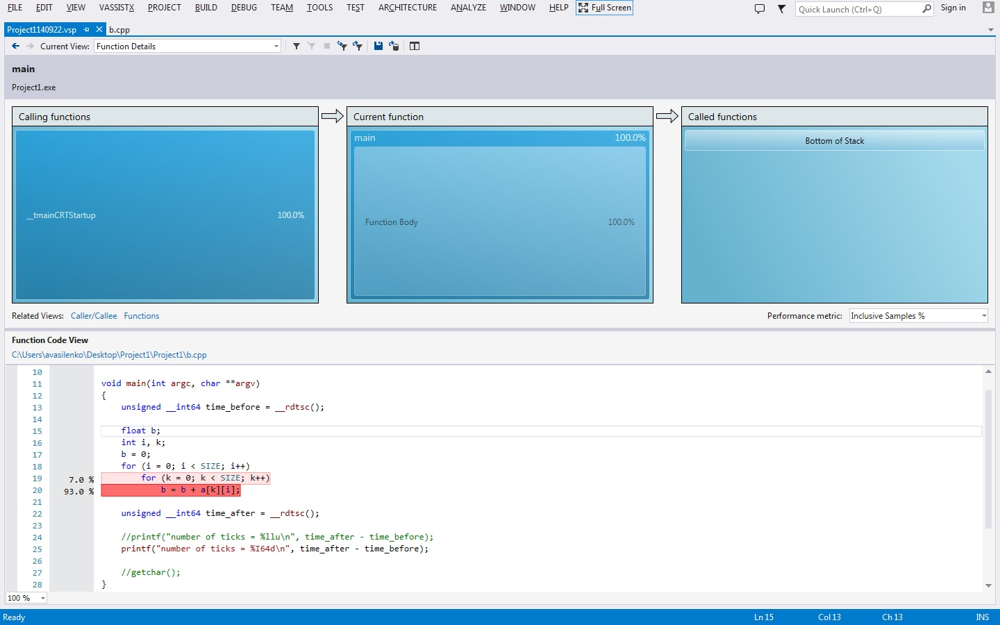 FILE EDIT VIEW VASSISTX PROJECT BUILD DEBUG TEAM TOOLS TEST ARCHITECTURE ANALYZE WINDOW HELP Full Screen Quick Launch (Ctrl+Q) Sign in
Project1140922.vsp b.cpp
Current View: Function Details
main
Project1.exe
Calling functions
__tmainCRTStartup 100.0%
Current function
main 100.0%
Function Body 100.0%
Called functions
Bottom of Stack
Related Views: Caller/Callee Functions Performance metric: Inclusive Samples %
Function Code View
C:\Users\avasilenko\Desktop\Project1\Project1\b.cpp
10
11 void main(int argc, char **argv)
12 {
13 unsigned __int64 time_before = __rdtsc();
14
15 float b;
16 int i, k;
17 b = 0;
18 for (i = 0; i < SIZE; i++)
19 7.0 % for (k = 0; k < SIZE; k++)
20 93.0 % b = b + a[k][i];
21
22 unsigned __int64 time_after = __rdtsc();
23
24 //printf("number of ticks = %llu\n", time_after - time_before);
25 printf("number of ticks = %I64d\n", time_after - time_before);
26
27 //getchar();
28 }
100 %
Ready Ln 15 Col 13 Ch 13 INS